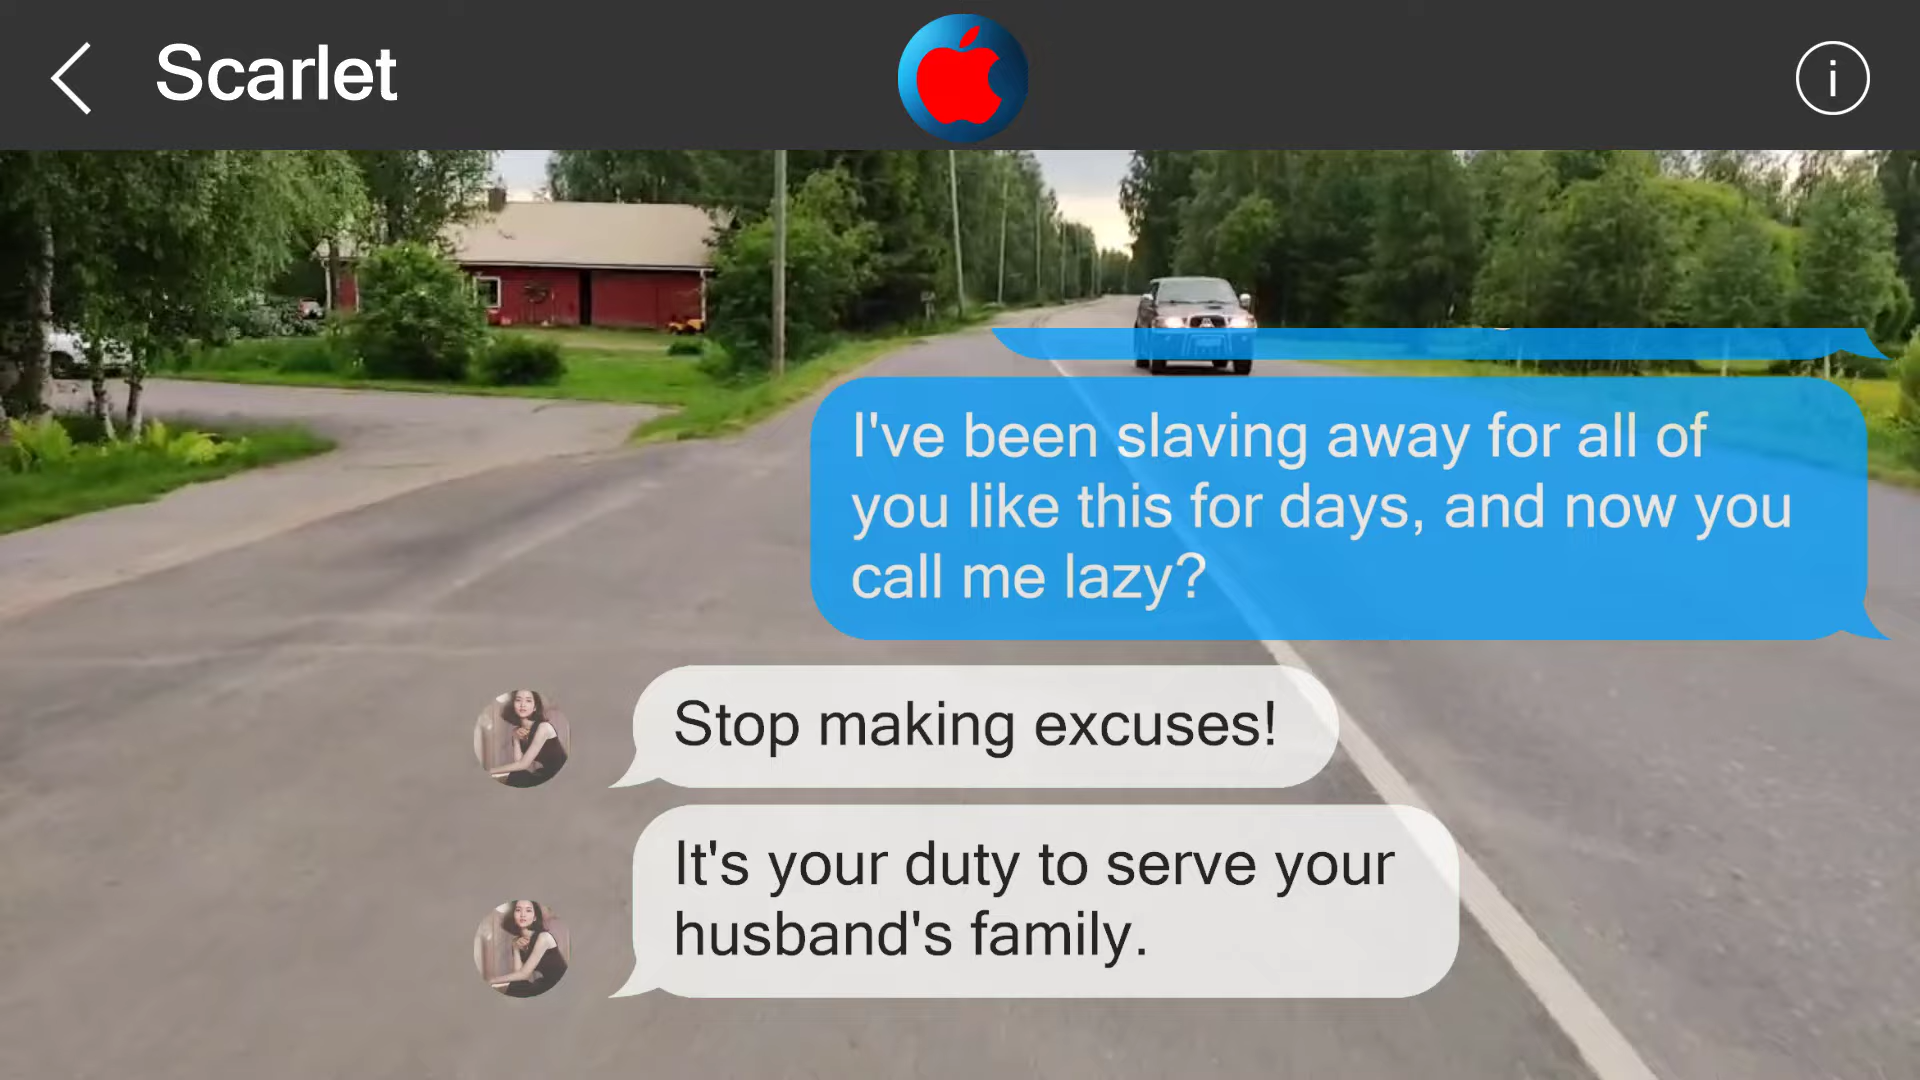 Scarlet
I've been slaving away for all of
you like this for days, and now you
call me lazy?
Stop making excuses!
It's your duty to serve your
husband's family.